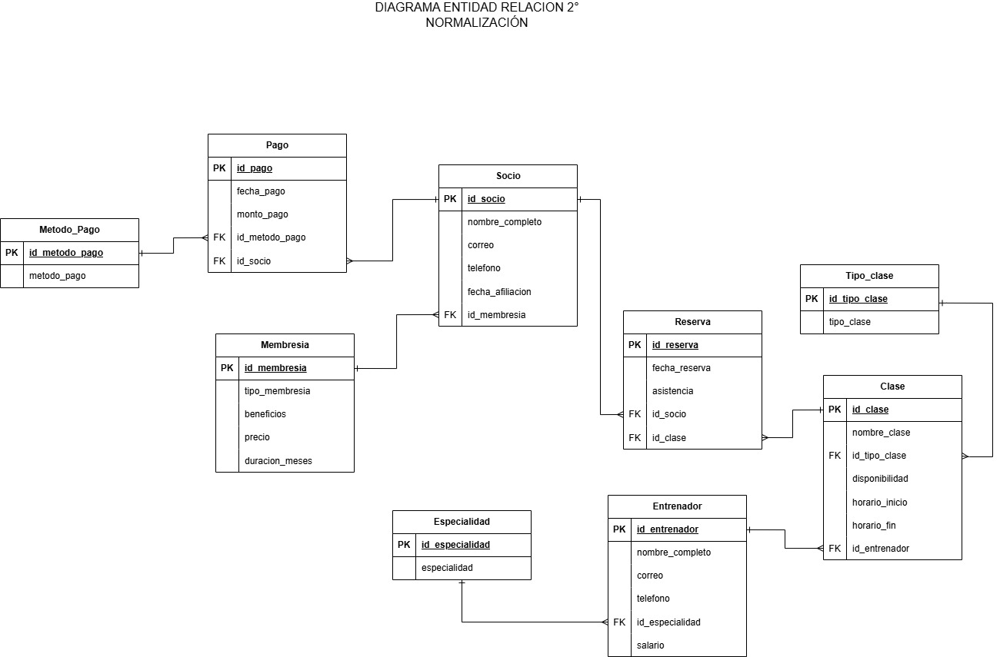 DIAGRAMA ENTIDAD RELACION 2°
NORMALIZACIÓN
Pago
PK id_pago
fecha_pago
monto_pago
FK id_metodo_pago
FK id_socio
Socio
PK id_socio
nombre_completo
correo
telefono
fecha_afiliacion
FK id_membresia
Metodo_Pago
PK id_metodo_pago
metodo_pago
Membresia
PK id_membresia
tipo_membresia
beneficios
precio
duracion_meses
Reserva
PK id_reserva
fecha_reserva
asistencia
FK id_socio
FK id_clase
Tipo_clase
PK id_tipo_clase
tipo_clase
Clase
PK id_clase
nombre_clase
FK id_tipo_clase
disponibilidad
horario_inicio
horario_fin
FK id_entrenador
Especialidad
PK id_especialidad
especialidad
Entrenador
PK id_entrenador
nombre_completo
correo
telefono
FK id_especialidad
salario